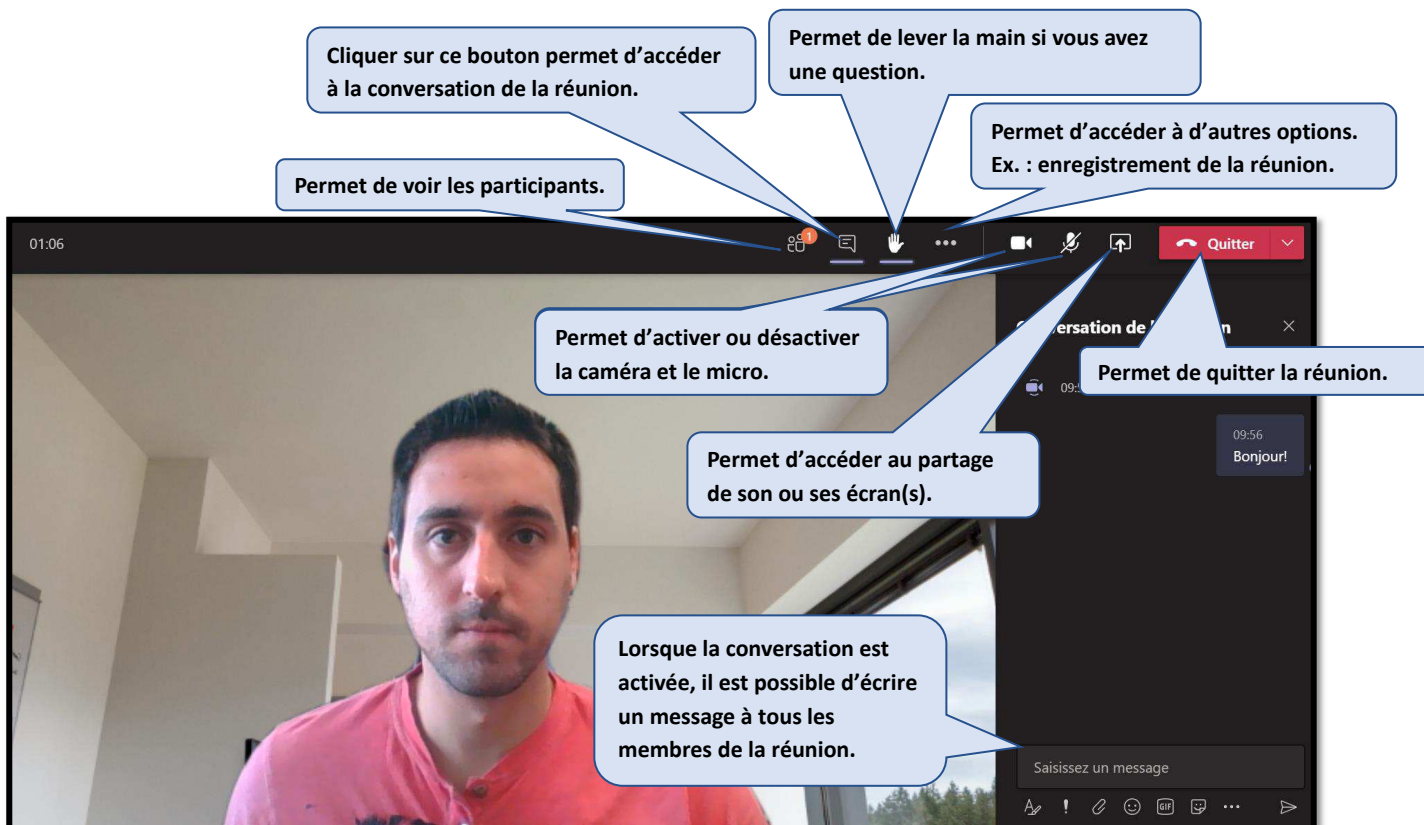 Cliquer sur ce bouton permet d'accéder
à la conversation de la réunion.
Permet de lever la main si vous avez
une question.
Permet d'accéder à d'autres options.
Ex. : enregistrement de la réunion.
Permet de voir les participants.
01:06
1
Quitter
Permet d'activer ou désactiver
la caméra et le micro.
ersation de
n
Permet de quitter la réunion.
09:
09:56
Bonjour!
Permet d'accéder au partage
de son ou ses écran(s).
Lorsque la conversation est
activée, il est possible d'écrire
un message à tous les
membres de la réunion.
Saisissez un message
GIF